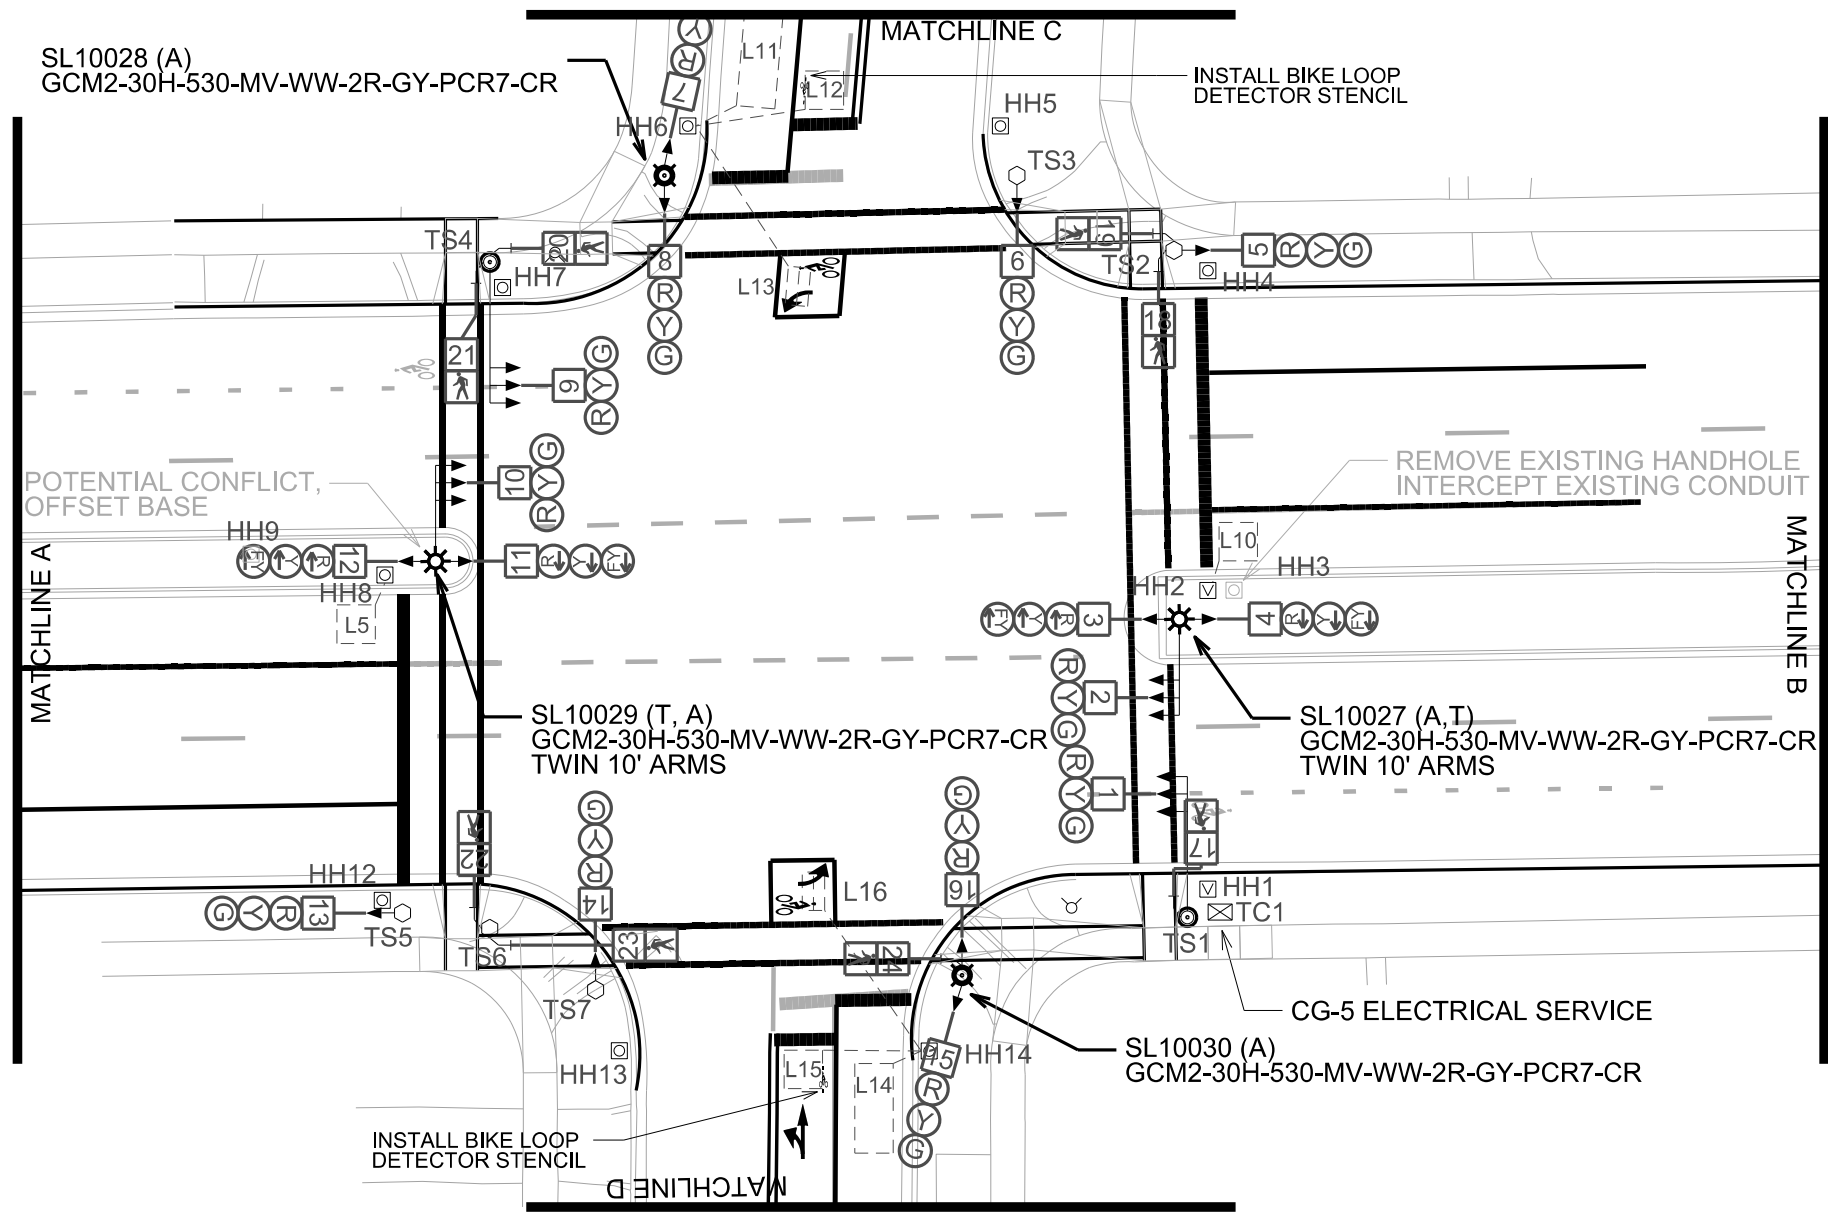 MATCHLINE C
SL10028 (A)
GCM2-30H-530-MV-WW-2R-GY-PCR7-CR
INSTALL BIKE LOOP
DETECTOR STENCIL
L11
L12
Y
R
7
HH6
HH5
TS3
TS4
HH7
20
8
R
Y
G
6
R
Y
G
19
TS2
5 R Y G
HH4
L13
21
18
9
R Y G
10
R Y G
POTENTIAL CONFLICT,
OFFSET BASE
REMOVE EXISTING HANDHOLE
INTERCEPT EXISTING CONDUIT
MATCHLINE A
MATCHLINE B
HH9
FY Y R 12
11 R Y FY
HH8
L5
L10
HH3
HH2
FY Y R 3
4 R Y FY
2
R
Y
G
1
R
Y
G
SL10029 (T, A)
GCM2-30H-530-MV-WW-2R-GY-PCR7-CR
TWIN 10' ARMS
SL10027 (A,T)
GCM2-30H-530-MV-WW-2R-GY-PCR7-CR
TWIN 10' ARMS
22
17
G
Y
R
14
G
Y
R
16
HH12
L16
HH1
TC1
G Y R 13
TS5
TS6
23
24
TS1
TS7
CG-5 ELECTRICAL SERVICE
HH13
L15
L14
15
R
Y
G
HH14
SL10030 (A)
GCM2-30H-530-MV-WW-2R-GY-PCR7-CR
INSTALL BIKE LOOP
DETECTOR STENCIL
MATCHLINE D